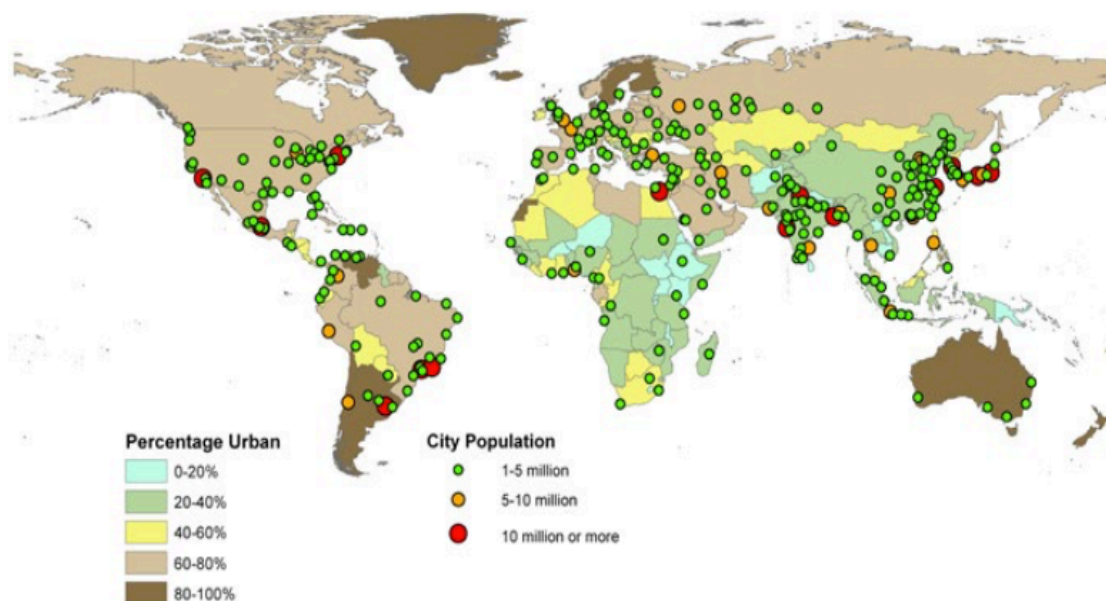 Percentage Urban
0-20%
20-40%
40-60%
60-80%
80-100%
City Population
1-5 million
5-10 million
10 million or more